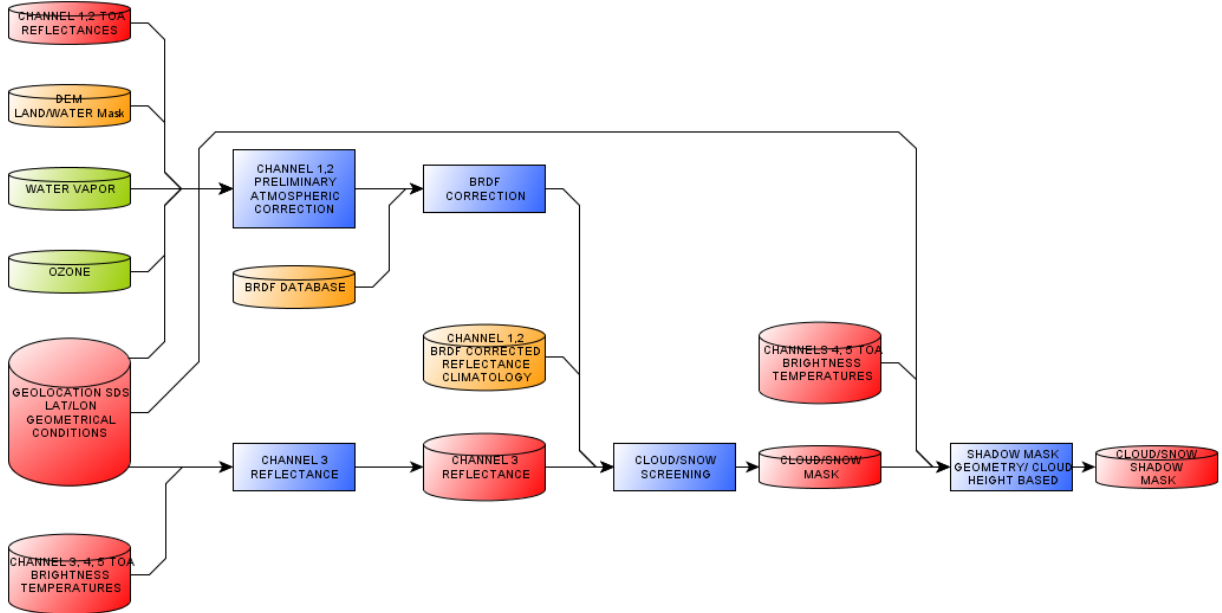 CHANNEL 1,2 TOA
REFLECTANCES
DEM
LAND/WATER Mask
WATER VAPOR
OZONE
GEOLOCATION SDS
LAT/LON
GEOMETRICAL
CONDITIONS
CHANNEL 3, 4, 5 TOA
BRIGHTNESS
TEMPERATURES
CHANNEL 1,2
PRELIMINARY
ATMOSPHERIC
CORRECTION
BRDF DATABASE
CHANNEL 3
REFLECTANCE
BRDF
CORRECTION
CHANNEL 1,2
BRDF CORRECTED
REFLECTANCE
CLIMATOLOGY
CHANNEL 3
REFLECTANCE
CLOUD/SNOW
SCREENING
CHANNELS 4, 5 TOA
BRIGHTNESS
TEMPERATURES
CLOUD/SNOW
MASK
SHADOW MASK
GEOMETRY/ CLOUD
HEIGHT BASED
CLOUD/SNOW
SHADOW
MASK